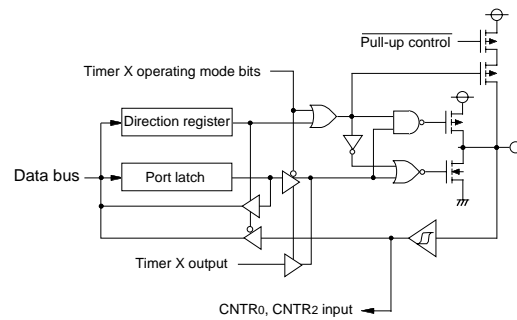 Pull-up control
Timer X operating mode bits
Direction register
Data bus
Port latch
Timer X output
CNTR0, CNTR2 input